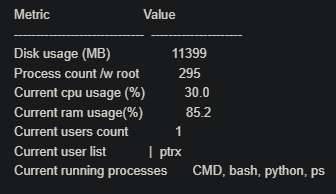 Metric Value
------------------------------ ---------------------
Disk usage (MB) 11399
Process count /w root 295
Current cpu usage (%) 30.0
Current ram usage(%) 85.2
Current users count 1
Current user list | ptrx
Current running processes CMD, bash, python, ps